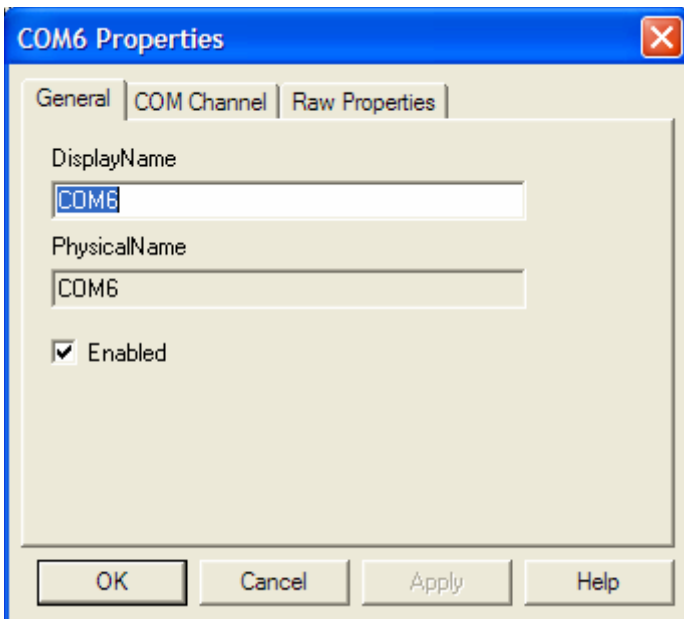 COM6 Properties
General COM Channel Raw Properties
DisplayName
COM6
PhysicalName
COM6
Enabled
OK Cancel Apply Help